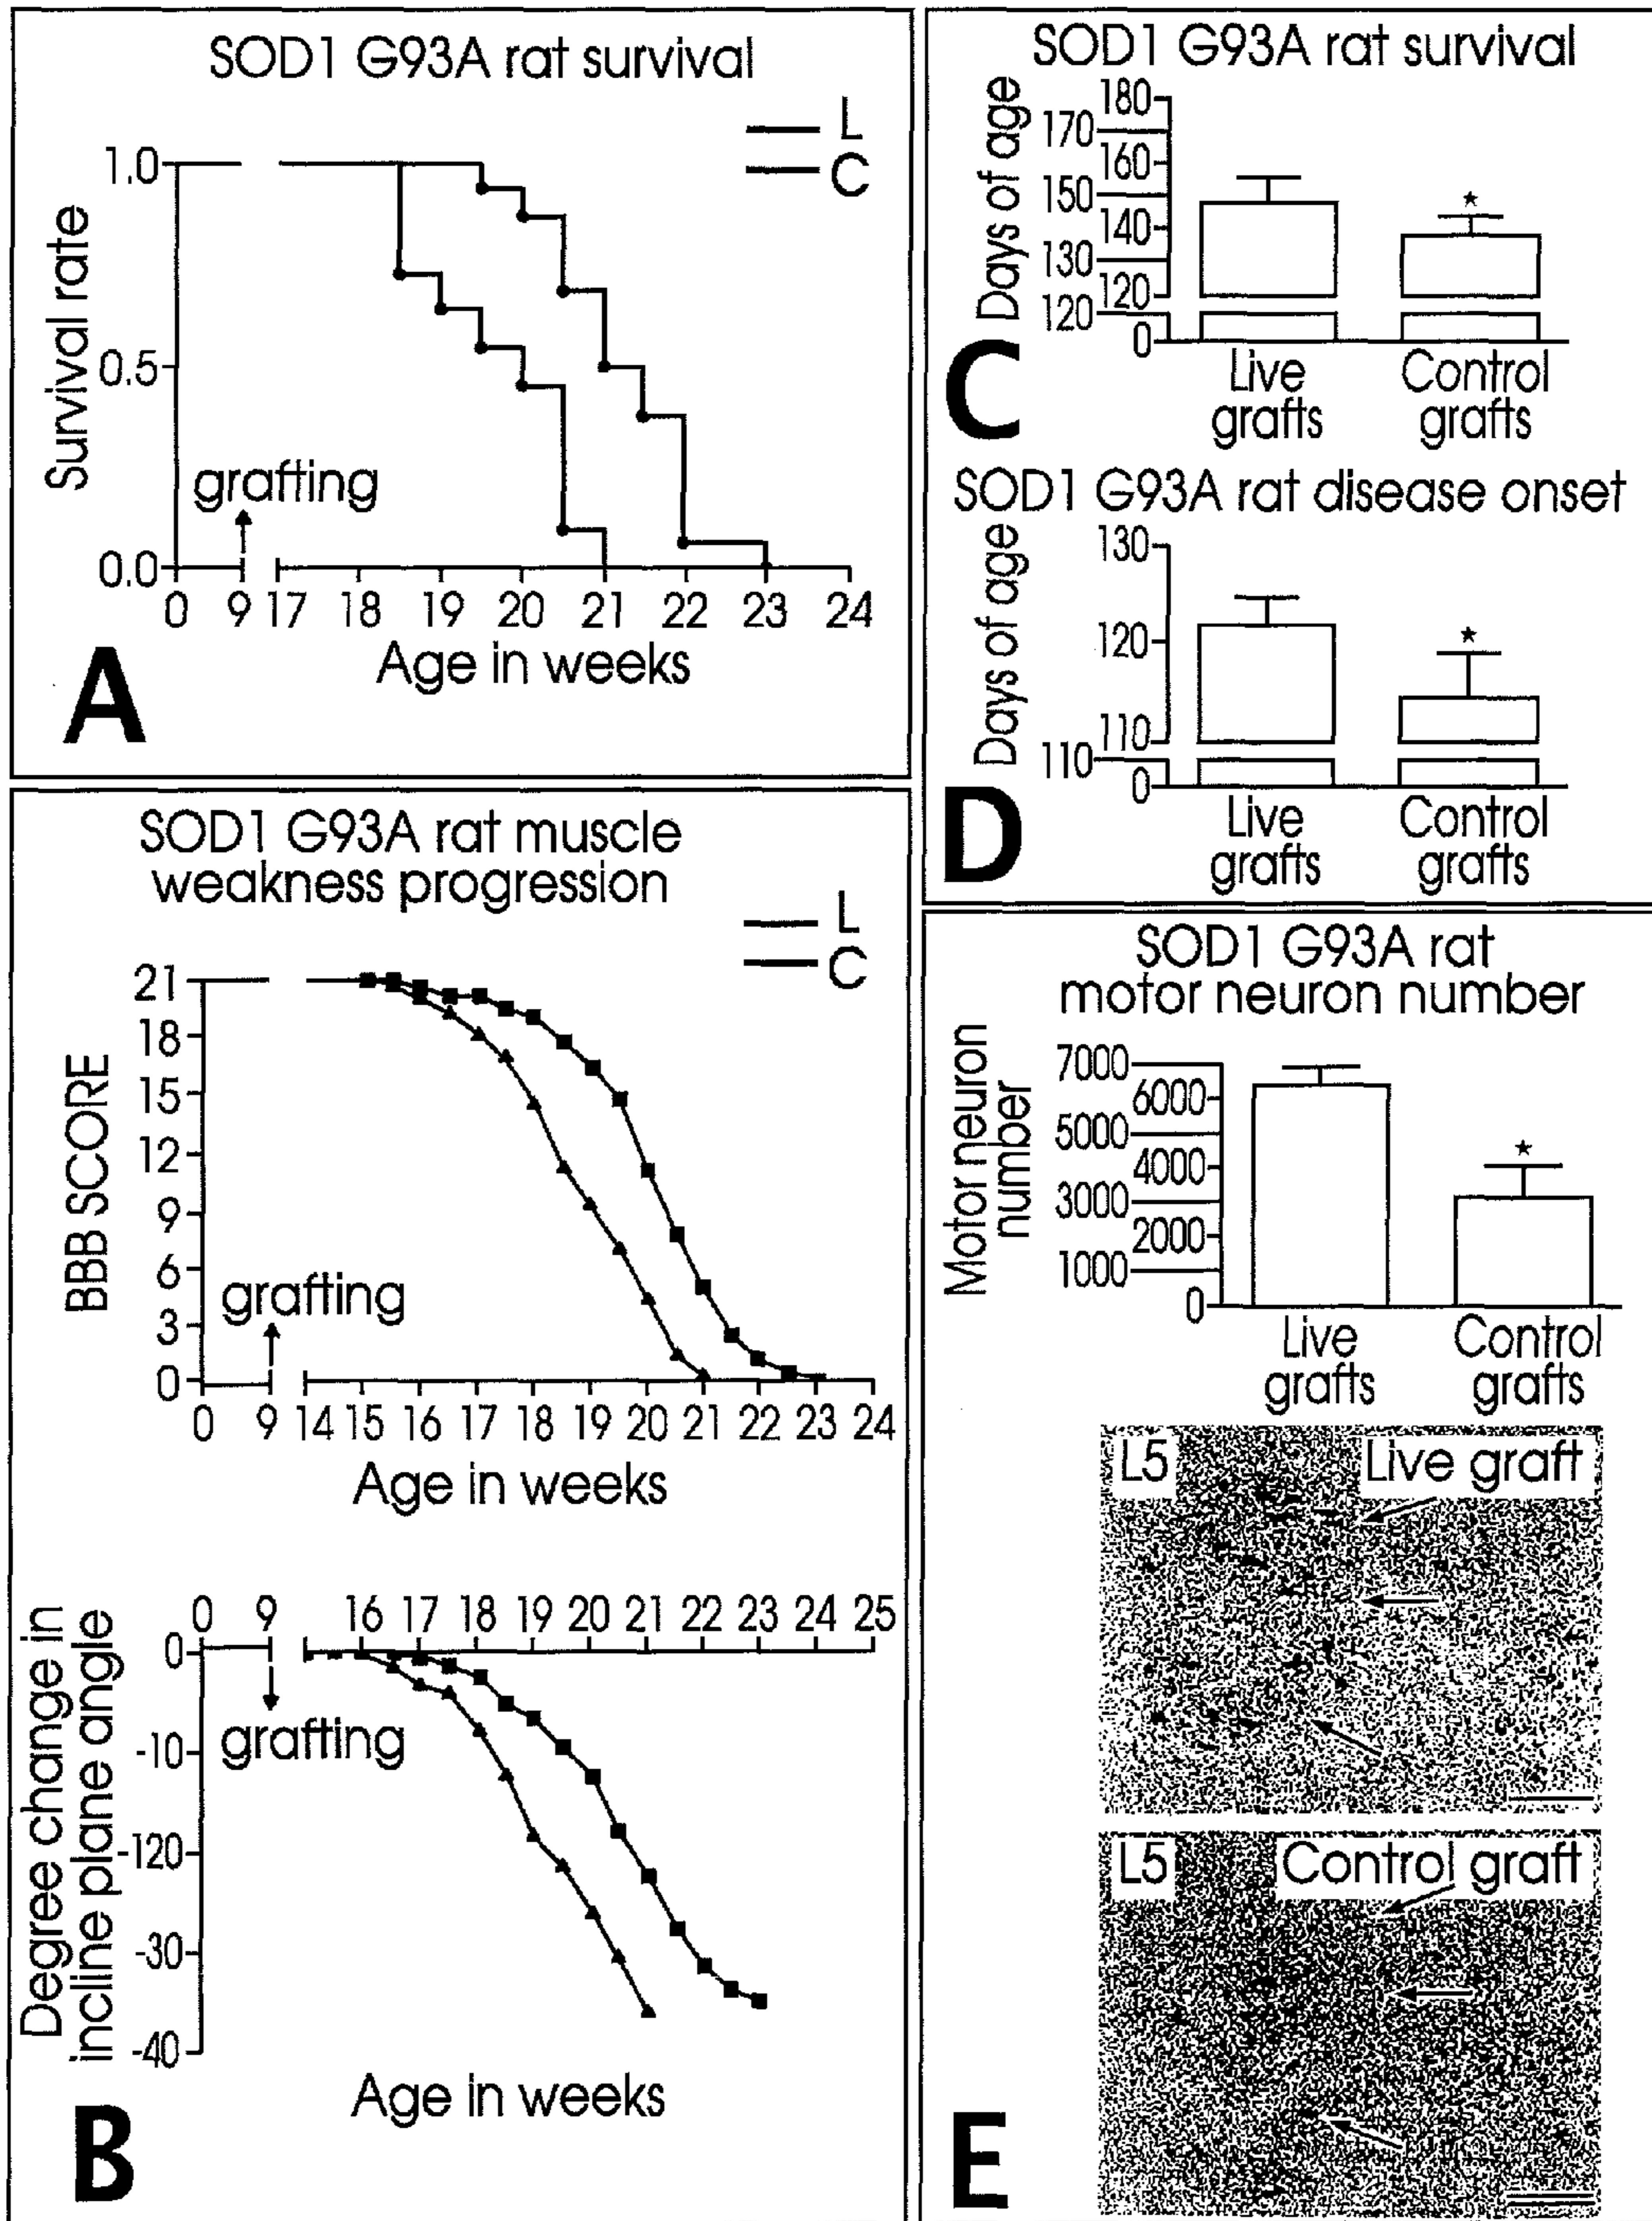 SOD1 G93A rat survival
L
C
Survival rate
1.0
0.5
0.0
grafting
0 9 17 18 19 20 21 22 23 24
Age in weeks
A
SOD1 G93A rat muscle
weakness progression
L
C
BBB SCORE
21
18
15
12
9
6
3
0
grafting
0 9 14 15 16 17 18 19 20 21 22 23 24
Age in weeks
0 9 16 17 18 19 20 21 22 23 24 25
Degree change in
incline plane angle
0
-10
-120
-30
-40
grafting
Age in weeks
B
SOD1 G93A rat survival
Days of age
180
170
160
150
140
130
120
120
0
*
Live
grafts
Control
grafts
C
SOD1 G93A rat disease onset
Days of age
130
120
110
110
0
*
Live
grafts
Control
grafts
D
SOD1 G93A rat
motor neuron number
Motor neuron
number
7000
6000
5000
4000
3000
2000
1000
0
*
Live
grafts
Control
grafts
L5 Live graft
L5 Control graft
E